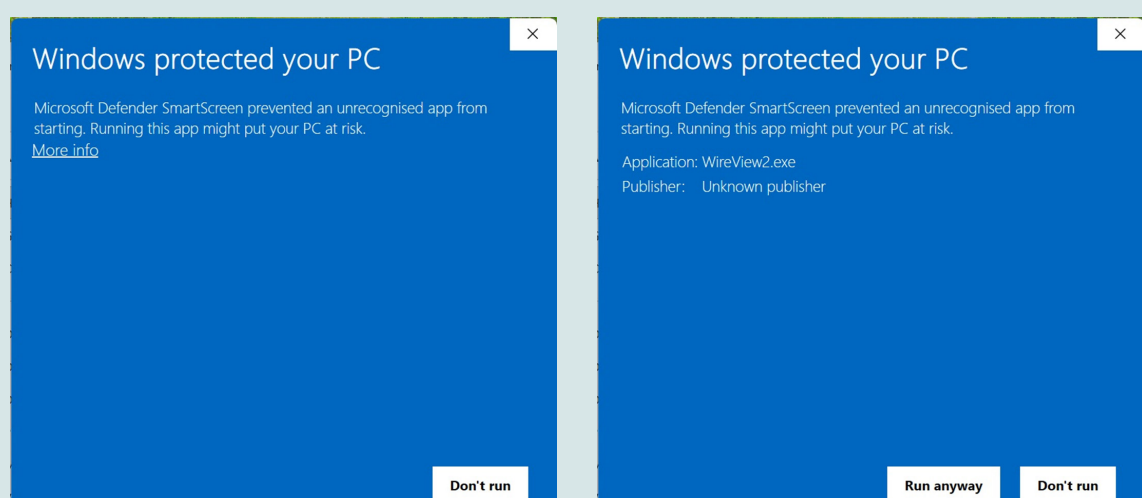 Windows protected your PC
Microsoft Defender SmartScreen prevented an unrecognised app from
starting. Running this app might put your PC at risk.
More info
Don't run
Windows protected your PC
Microsoft Defender SmartScreen prevented an unrecognised app from
starting. Running this app might put your PC at risk.
Application: WireView2.exe
Publisher: Unknown publisher
Run anyway
Don't run